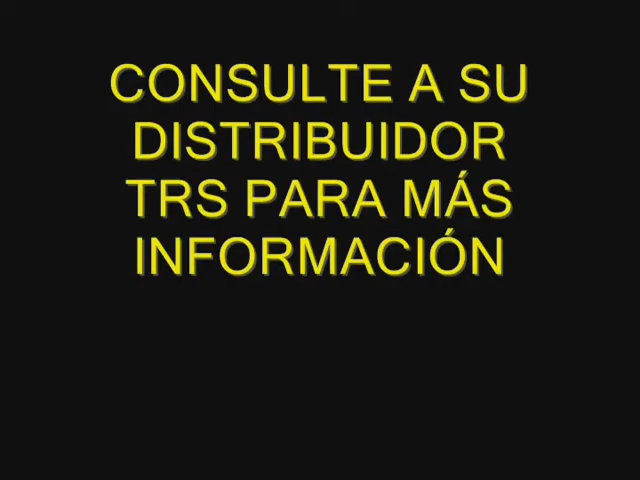 CONSULTE A SU
DISTRIBUIDOR
TRS PARA MÁS
INFORMACIÓN